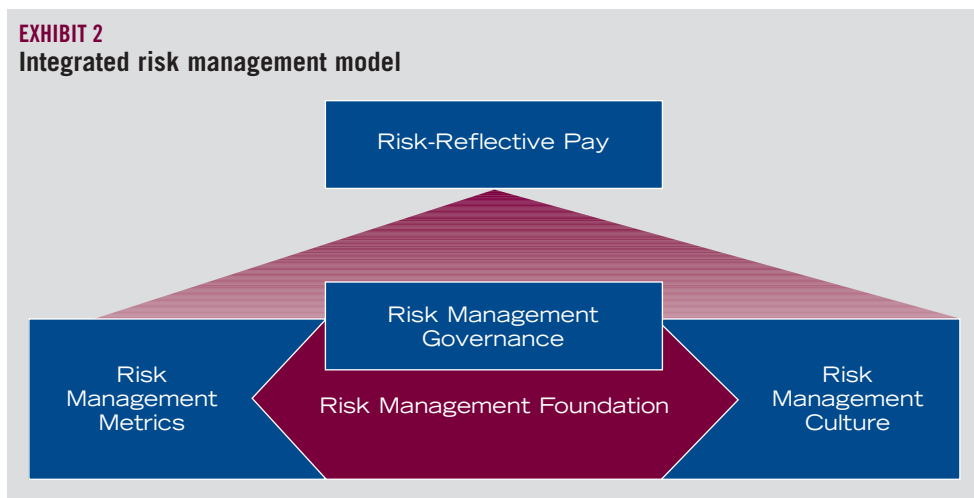 EXHIBIT 2
Integrated risk management model
Risk-Reflective Pay
Risk Management
Governance
Risk
Management
Metrics
Risk Management Foundation
Risk
Management
Culture